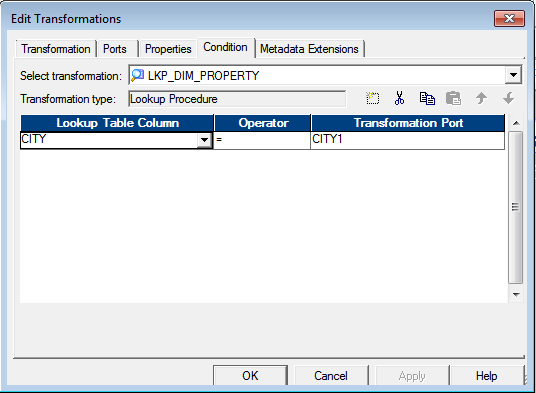 Edit Transformations
Transformation Ports Properties Condition Metadata Extensions
Select transformation: LKP_DIM_PROPERTY
Transformation type: Lookup Procedure
Lookup Table Column Operator Transformation Port
CITY = CITY1
OK Cancel Apply Help